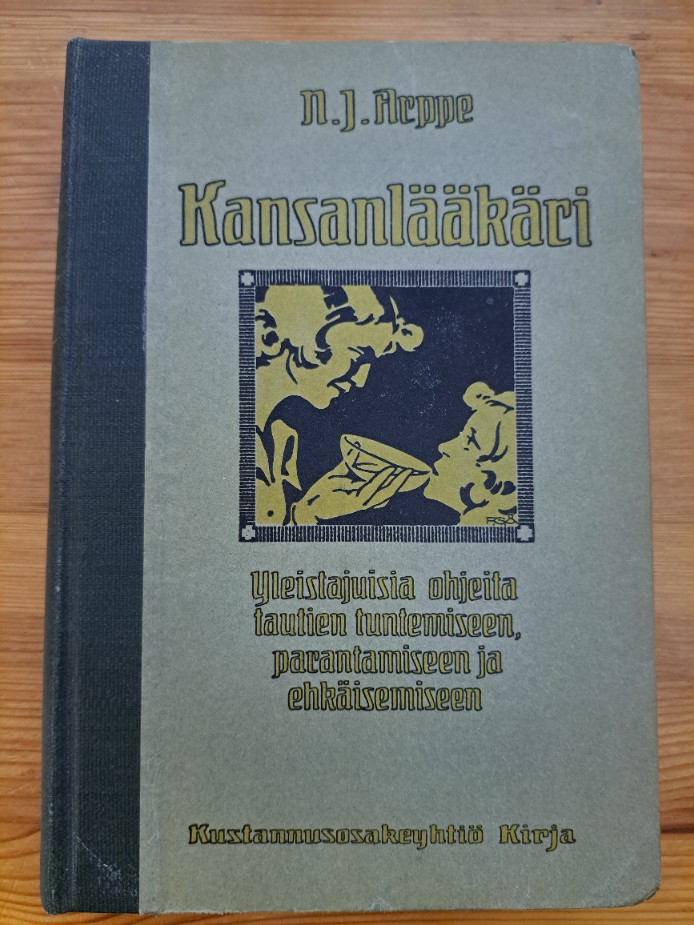 N.J. Arppe
Kansanlääkäri
Yleistajuisia ohjeita
tautien tuntemiseen,
parantamiseen ja
ehkäisemiseen
Kustannusosakeyhtiö Kirja